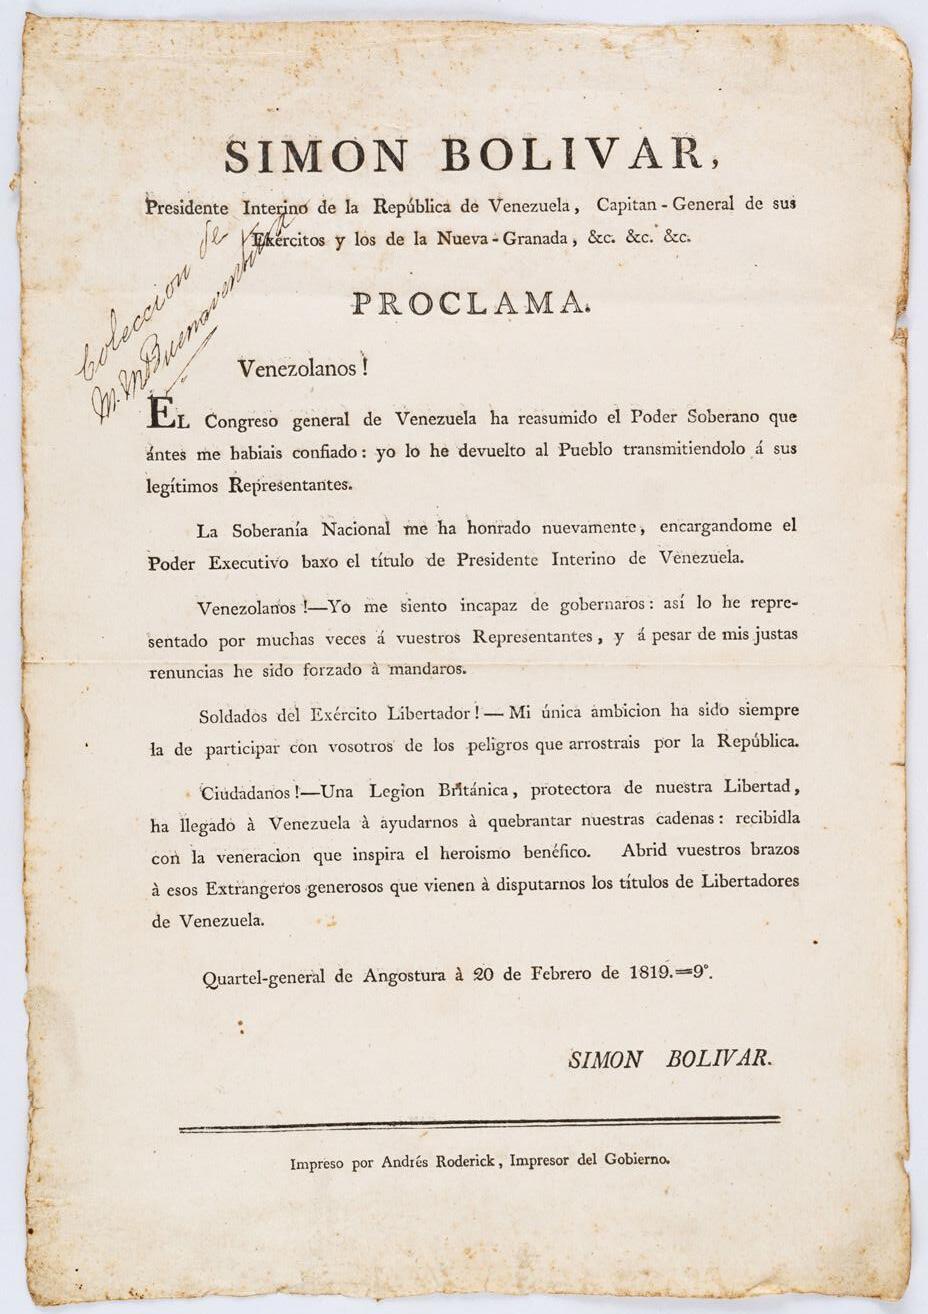 SIMON BOLIVAR,
Presidente Interino de la República de Venezuela, Capitan-General de sus
Exércitos y los de la Nueva-Granada, &c. &c. &c.
Coleccion de
M. M. Buenaventura
PROCLAMA.
Venezolanos!
EL Congreso general de Venezuela ha reasumido el Poder Soberano que
ántes me habiais confiado: yo lo he devuelto al Pueblo transmitiendolo á sus
legítimos Representantes.
La Soberanía Nacional me ha honrado nuevamente, encargandome el
Poder Executivo baxo el título de Presidente Interino de Venezuela.
Venezolanos!—Yo me siento incapaz de gobernaros: así lo he repre-
sentado por muchas veces á vuestros Representantes, y á pesar de mis justas
renuncias he sido forzado à mandaros.
Soldados del Exército Libertador!—Mi única ambicion ha sido siempre
la de participar con vosotros de los peligros que arrostrais por la República.
Ciudadanos!—Una Legion Británica, protectora de nuestra Libertad,
ha llegado à Venezuela à ayudarnos à quebrantar nuestras cadenas: recibidla
con la veneracion que inspira el heroismo benéfico. Abrid vuestros brazos
à esos Extrangeros generosos que vienen à disputarnos los títulos de Libertadores
de Venezuela.
Quartel-general de Angostura à 20 de Febrero de 1819.=9°.
SIMON BOLIVAR.
Impreso por Andrés Roderick, Impresor del Gobierno.